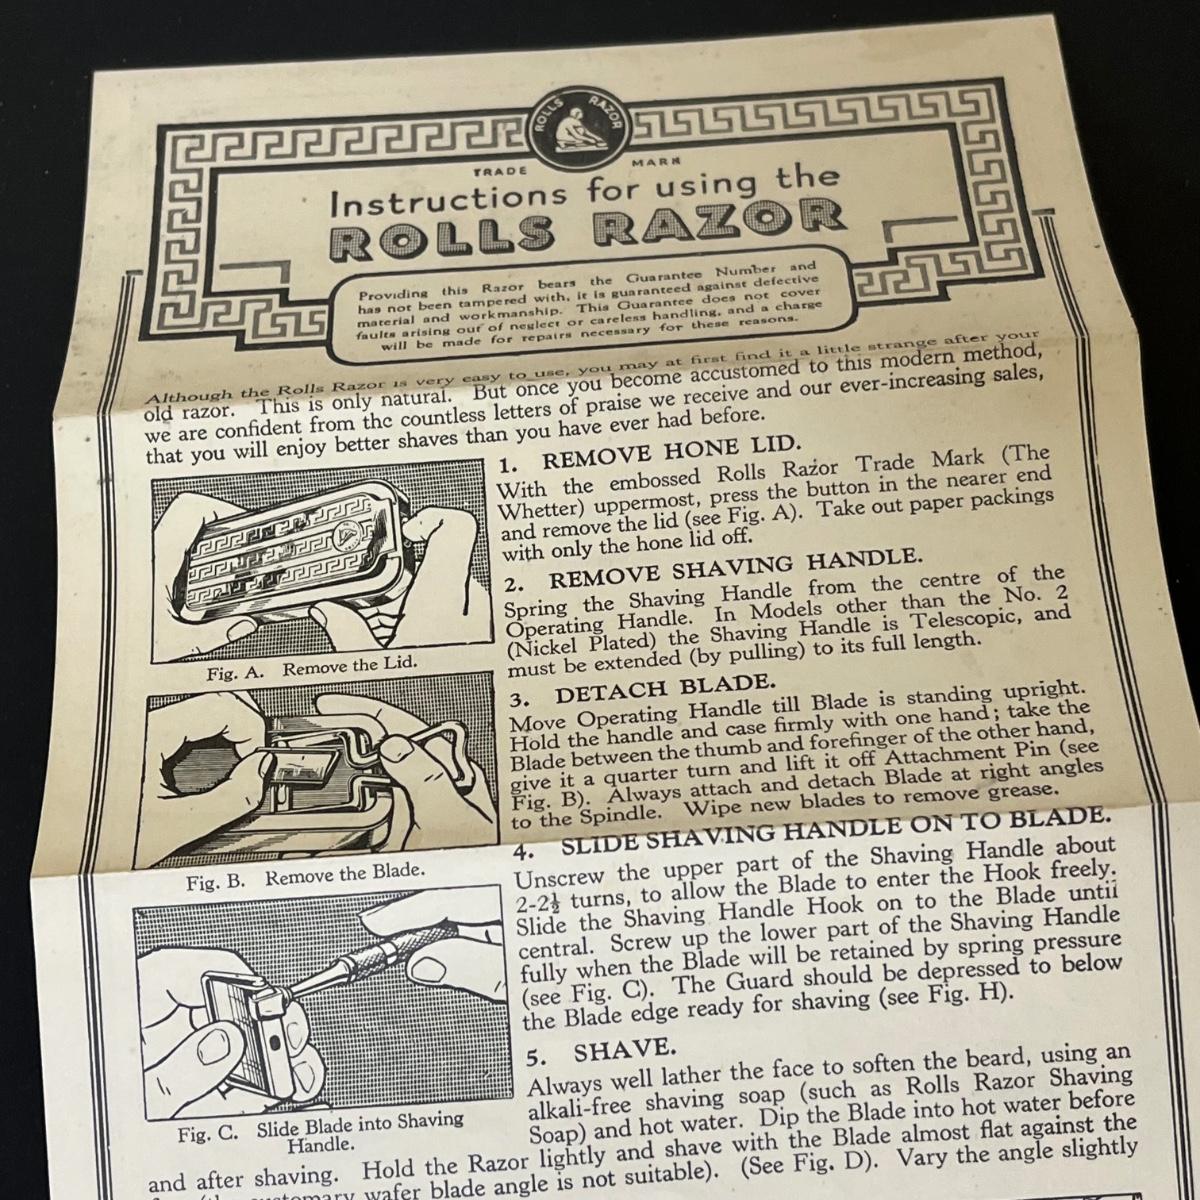 ROLLS RAZOR
TRADE MARK
Instructions for using the
ROLLS RAZOR
Providing this Razor bears the Guarantee Number and
has not been tampered with, it is guaranteed against defective
material and workmanship. This Guarantee does not cover
faults arising out of neglect or careless handling, and a charge
will be made for repairs necessary for these reasons.
Although the Rolls Razor is very easy to use, you may at first find it a little strange after your
old razor. This is only natural. But once you become accustomed to this modern method,
we are confident from the countless letters of praise we receive and our ever-increasing sales,
that you will enjoy better shaves than you have ever had before.
1. REMOVE HONE LID.
With the embossed Rolls Razor Trade Mark (The
Whetter) uppermost, press the button in the nearer end
and remove the lid (see Fig. A). Take out paper packings
with only the hone lid off.
Fig. A. Remove the Lid.
2. REMOVE SHAVING HANDLE.
Spring the Shaving Handle from the centre of the
Operating Handle. In Models other than the No. 2
(Nickel Plated) the Shaving Handle is Telescopic, and
must be extended (by pulling) to its full length.
3. DETACH BLADE.
Move Operating Handle till Blade is standing upright.
Hold the handle and case firmly with one hand; take the
Blade between the thumb and forefinger of the other hand,
give it a quarter turn and lift it off Attachment Pin (see
Fig. B). Always attach and detach Blade at right angles
to the Spindle. Wipe new blades to remove grease.
Fig. B. Remove the Blade.
4. SLIDE SHAVING HANDLE ON TO BLADE.
Unscrew the upper part of the Shaving Handle about
2-2½ turns, to allow the Blade to enter the Hook freely.
Slide the Shaving Handle Hook on to the Blade until
central. Screw up the lower part of the Shaving Handle
fully when the Blade will be retained by spring pressure
(see Fig. C). The Guard should be depressed to below
the Blade edge ready for shaving (see Fig. H).
Fig. C. Slide Blade into Shaving
Handle.
5. SHAVE.
Always well lather the face to soften the beard, using an
alkali-free shaving soap (such as Rolls Razor Shaving
Soap) and hot water. Dip the Blade into hot water before
and after shaving. Hold the Razor lightly and shave with the Blade almost flat against the
wafer blade angle is not suitable). (See Fig. D). Vary the angle slightly